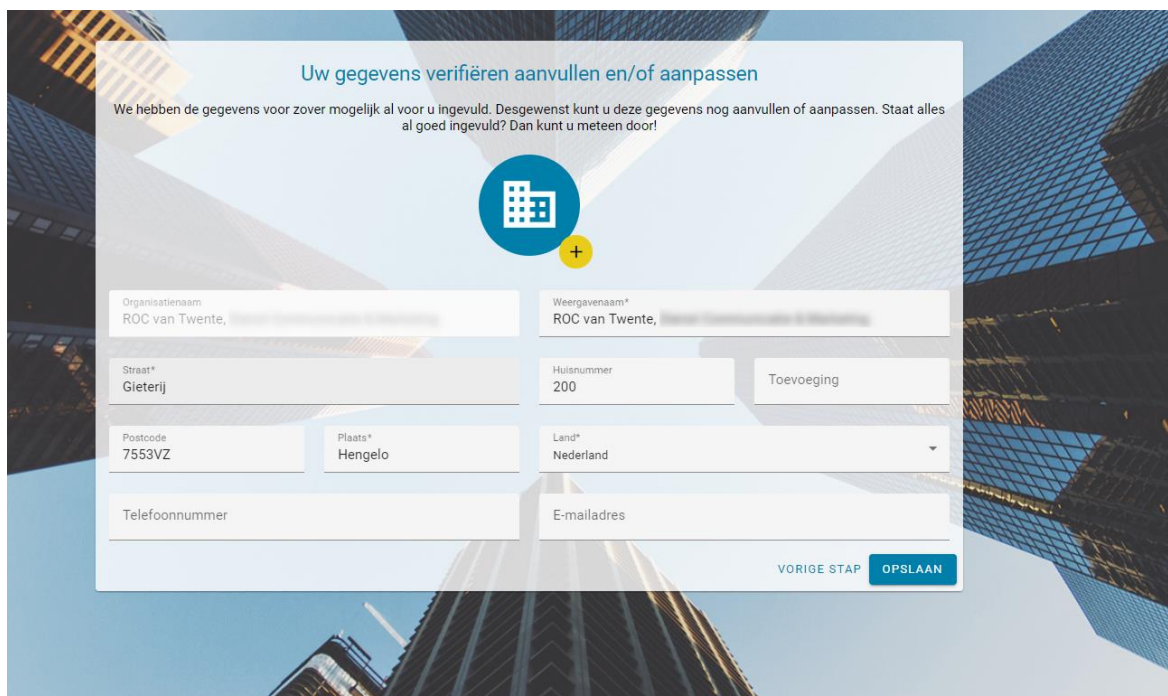 Uw gegevens verifiëren aanvullen en/of aanpassen
We hebben de gegevens voor zover mogelijk al voor u ingevuld. Desgewenst kunt u deze gegevens nog aanvullen of aanpassen. Staat alles
al goed ingevuld? Dan kunt u meteen door!
+
Organisatienaam
ROC van Twente,
Weergavenaam*
ROC van Twente,
Straat*
Gieterij
Huisnummer
200
Toevoeging
Postcode
7553VZ
Plaats*
Hengelo
Land*
Nederland
Telefoonnummer
E-mailadres
VORIGE STAP
OPSLAAN